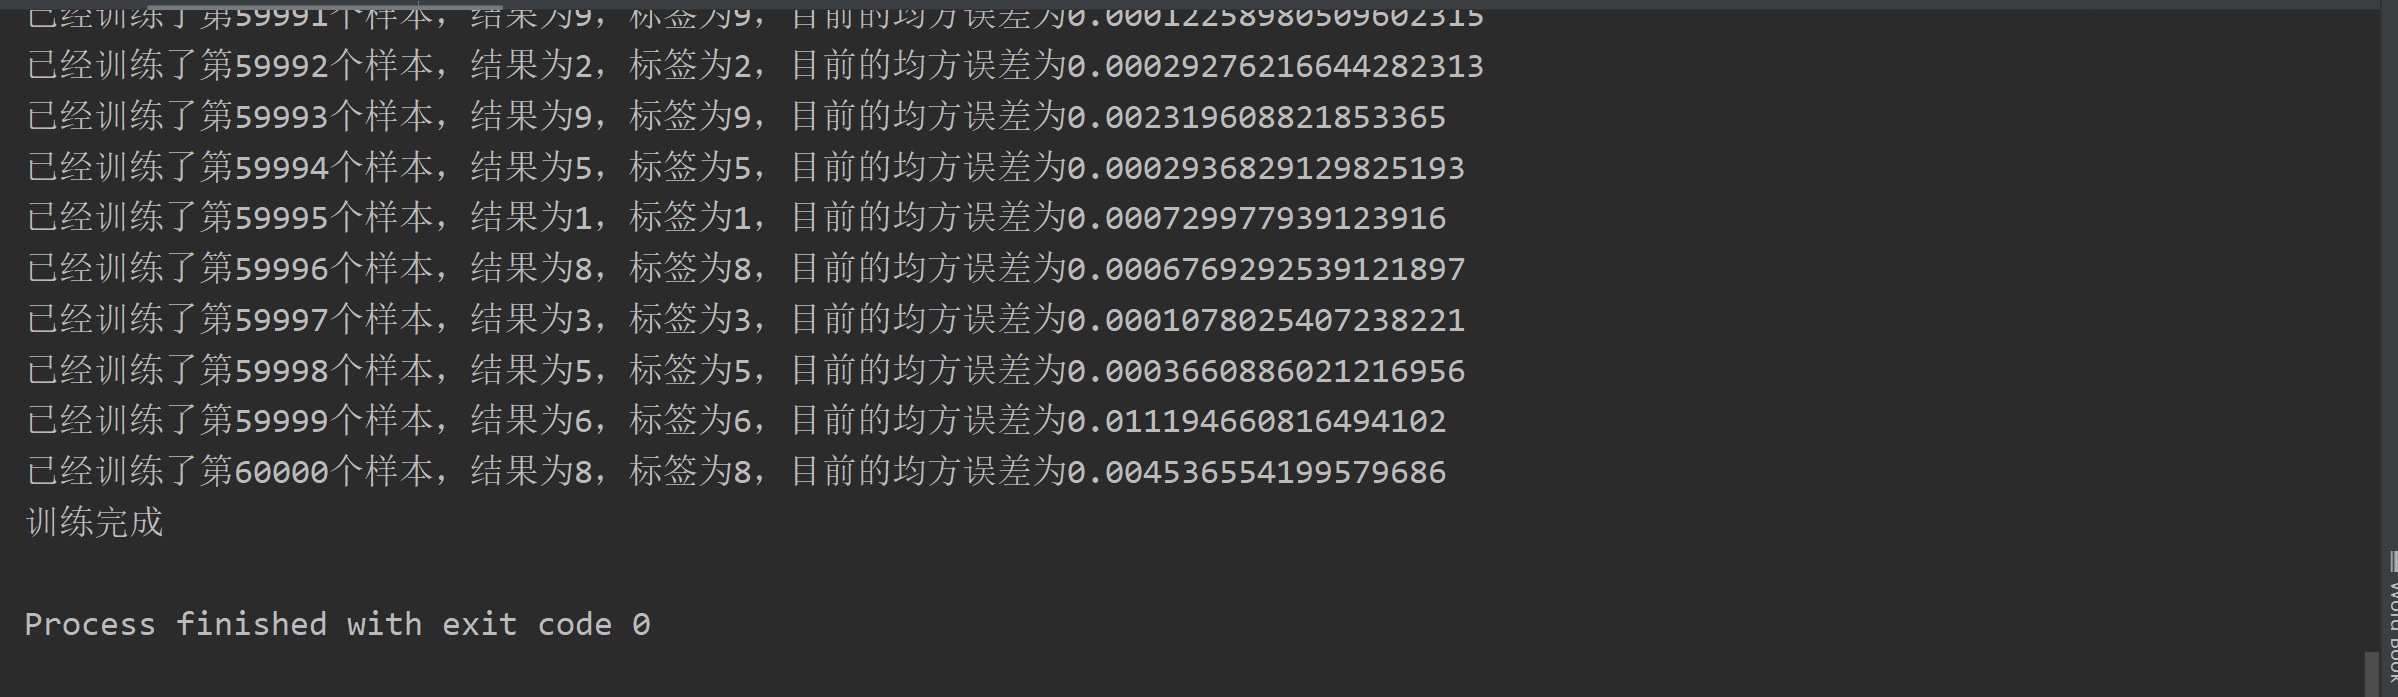 已经训练了第59991个样本，结果为9，标签为9，目前的均方误差为0.00012258980509602315
已经训练了第59992个样本，结果为2，标签为2，目前的均方误差为0.00029276216644282313
已经训练了第59993个样本，结果为9，标签为9，目前的均方误差为0.002319608821853365
已经训练了第59994个样本，结果为5，标签为5，目前的均方误差为0.0002936829129825193
已经训练了第59995个样本，结果为1，标签为1，目前的均方误差为0.000729977939123916
已经训练了第59996个样本，结果为8，标签为8，目前的均方误差为0.0006769292539121897
已经训练了第59997个样本，结果为3，标签为3，目前的均方误差为0.0001078025407238221
已经训练了第59998个样本，结果为5，标签为5，目前的均方误差为0.0003660886021216956
已经训练了第59999个样本，结果为6，标签为6，目前的均方误差为0.011194660816494102
已经训练了第60000个样本，结果为8，标签为8，目前的均方误差为0.004536554199579686
训练完成
Process finished with exit code 0
Word Book